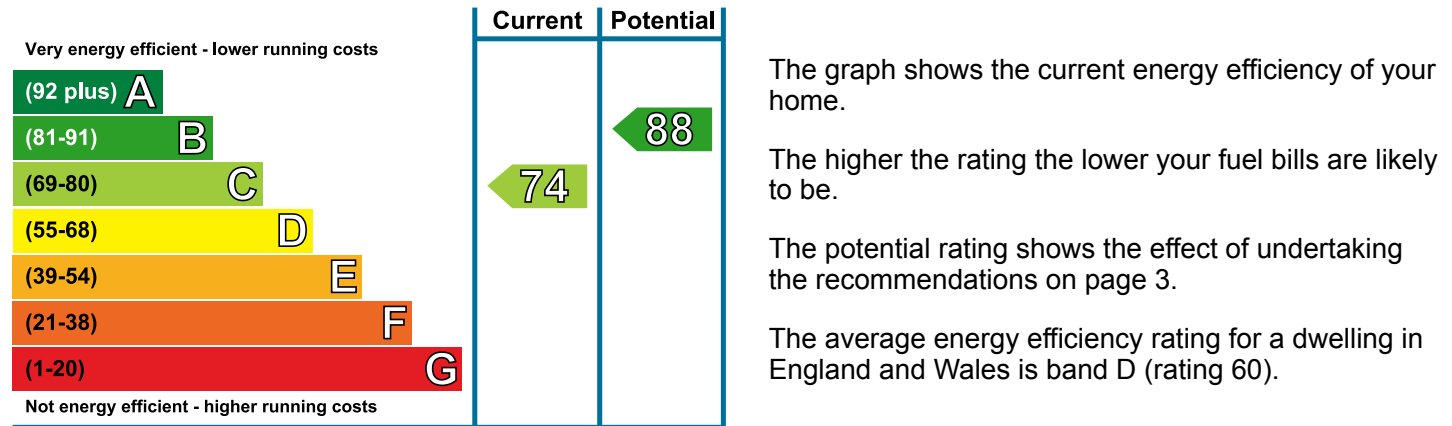 Current Potential
Very energy efficient - lower running costs
(92 plus) A
(81-91) B
(69-80) C
(55-68) D
(39-54) E
(21-38) F
(1-20) G
Not energy efficient - higher running costs
88
74
The graph shows the current energy efficiency of your
home.
The higher the rating the lower your fuel bills are likely
to be.
The potential rating shows the effect of undertaking
the recommendations on page 3.
The average energy efficiency rating for a dwelling in
England and Wales is band D (rating 60).